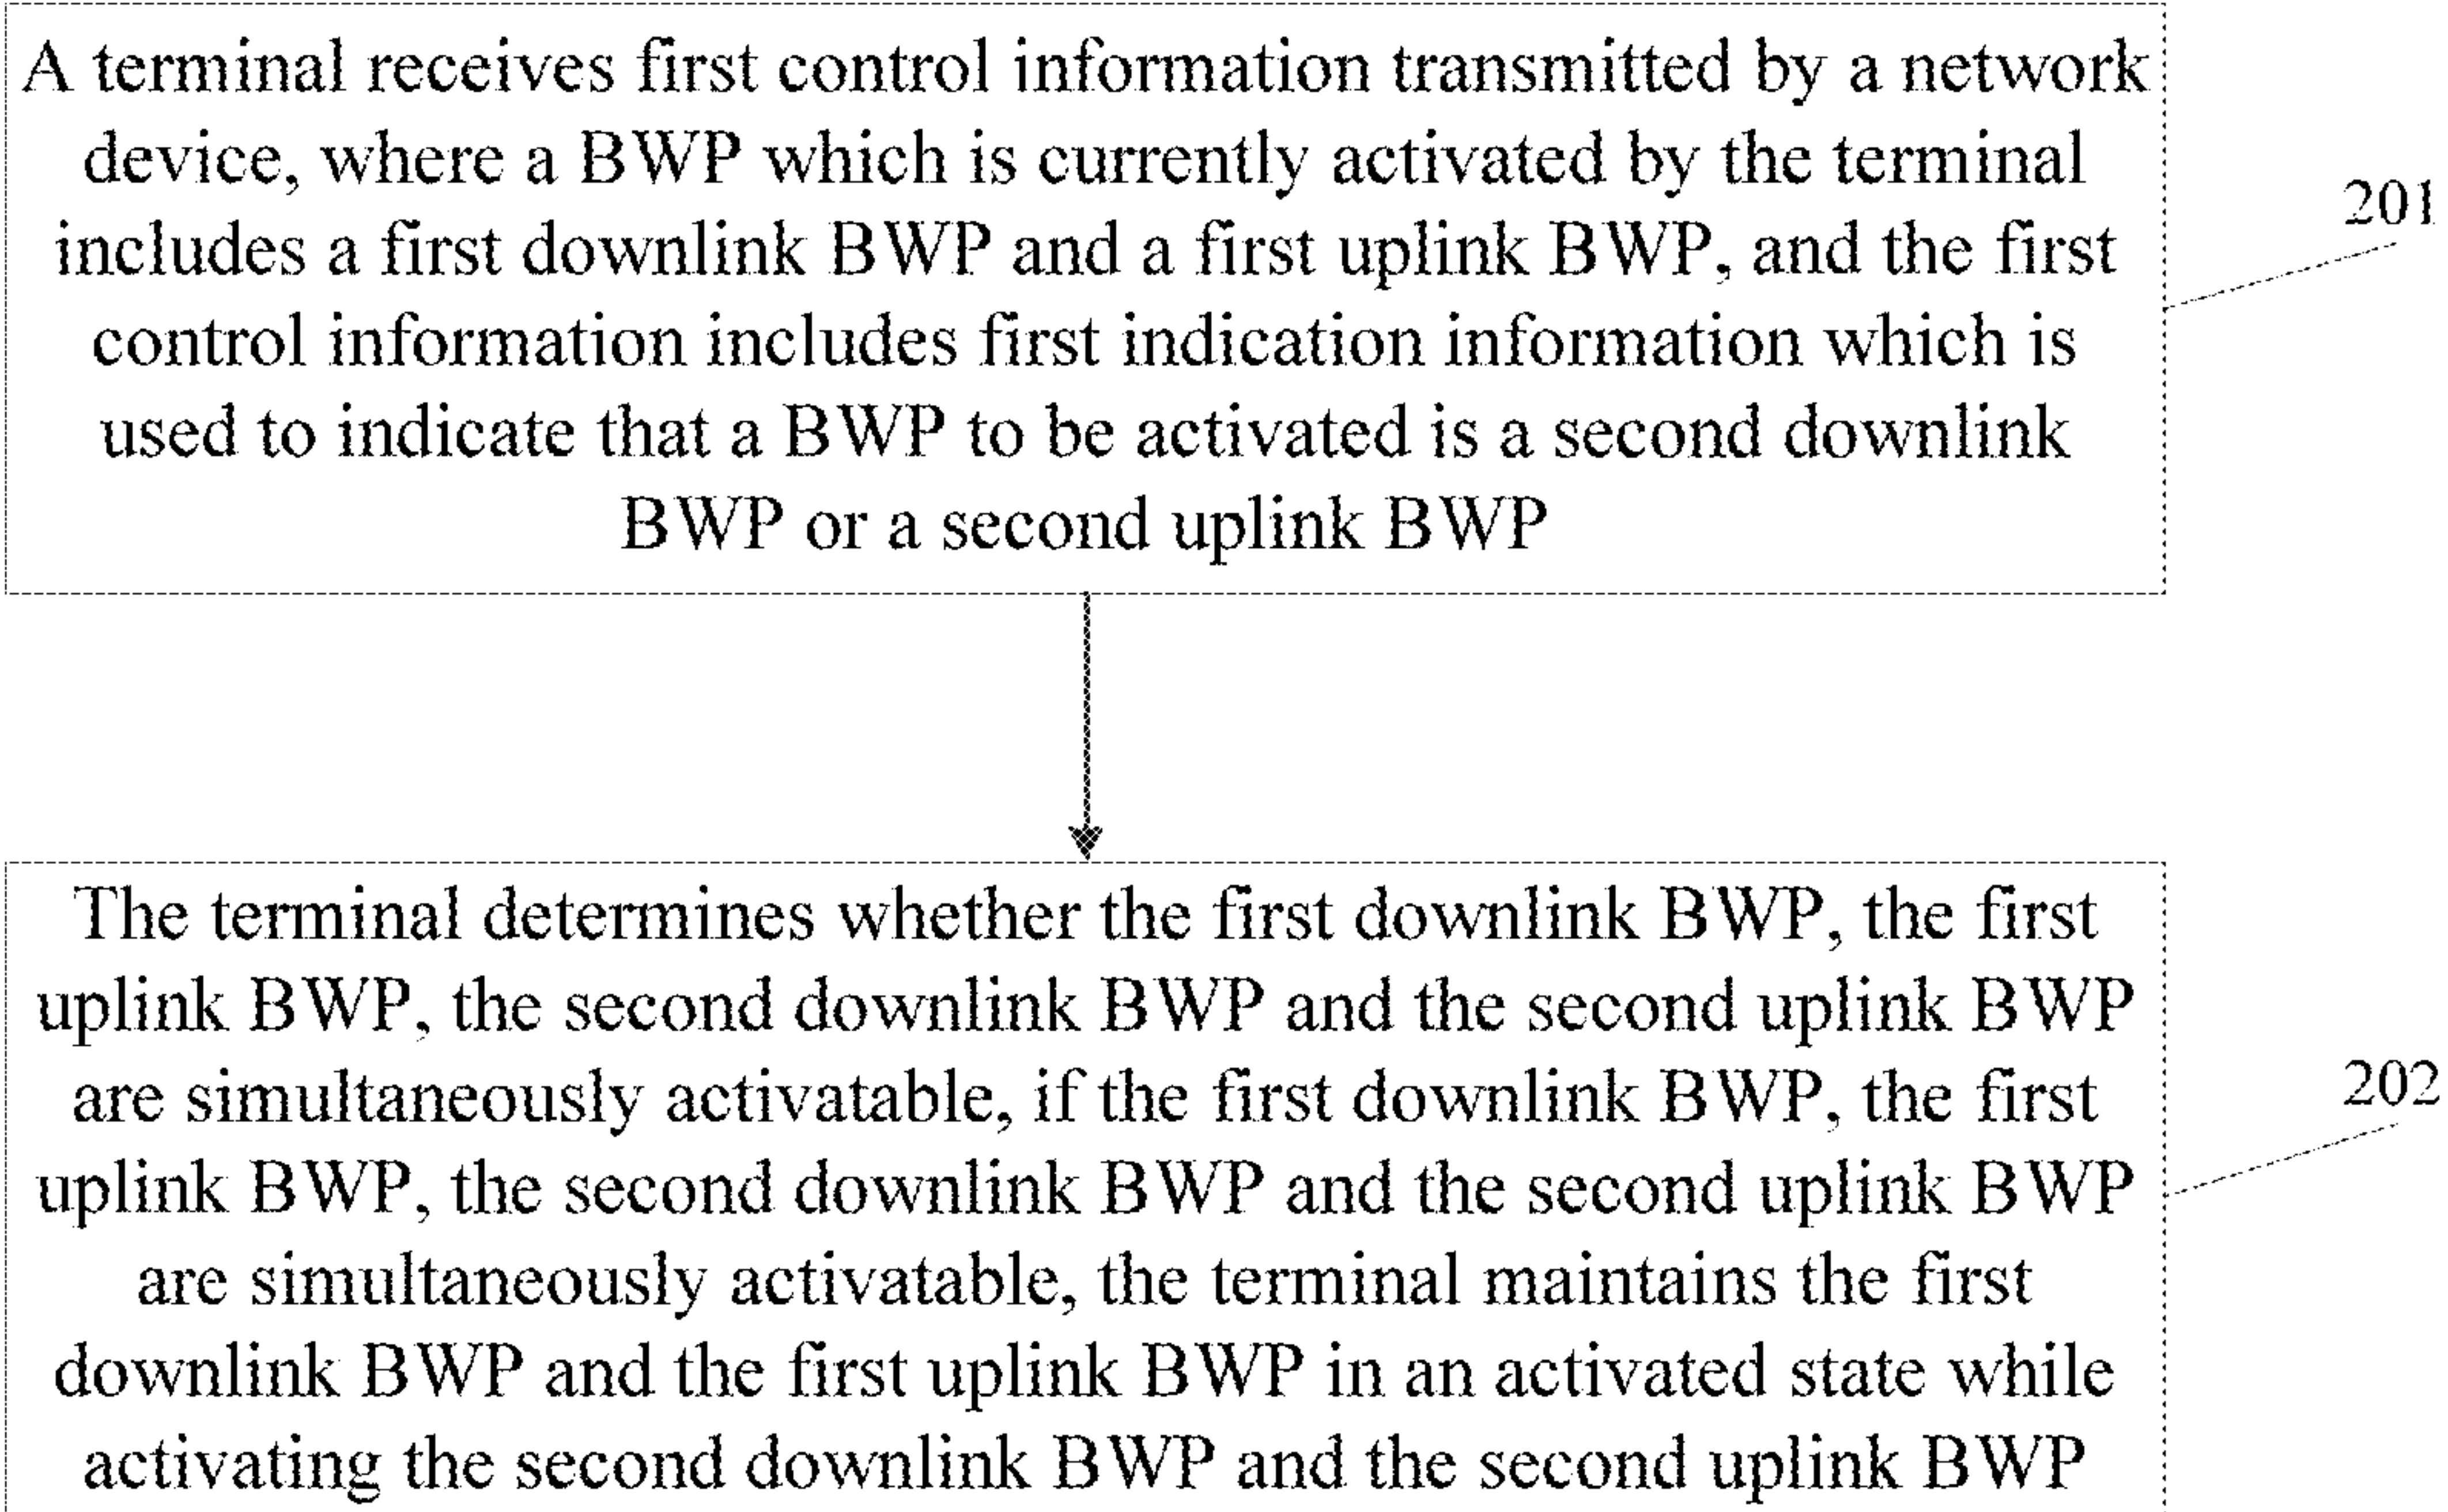 A terminal receives first control information transmitted by a network
device, where a BWP which is currently activated by the terminal
includes a first downlink BWP and a first uplink BWP, and the first
control information includes first indication information which is
used to indicate that a BWP to be activated is a second downlink
BWP or a second uplink BWP
201
The terminal determines whether the first downlink BWP, the first
uplink BWP, the second downlink BWP and the second uplink BWP
are simultaneously activatable, if the first downlink BWP, the first
uplink BWP, the second downlink BWP and the second uplink BWP
are simultaneously activatable, the terminal maintains the first
downlink BWP and the first uplink BWP in an activated state while
activating the second downlink BWP and the second uplink BWP
202